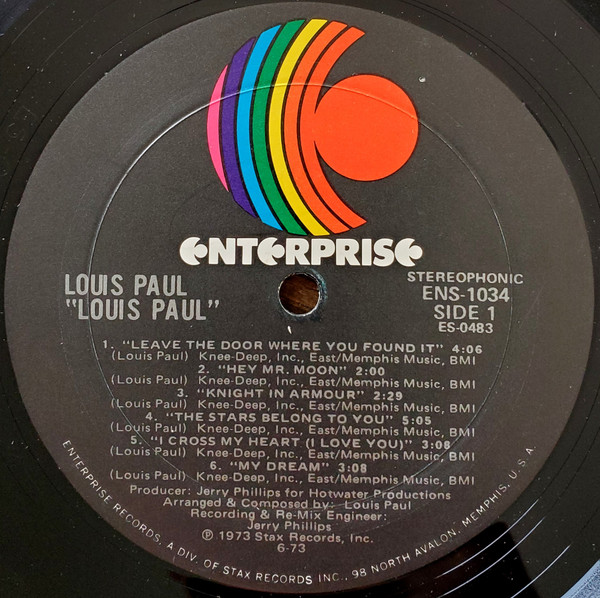 ENTERPRISE
LOUIS PAUL
"LOUIS PAUL"
STEREOPHONIC
ENS-1034
SIDE 1
ES-0483
1. "LEAVE THE DOOR WHERE YOU FOUND IT" 4:06
(Louis Paul) Knee-Deep, Inc., East/Memphis Music, BMI
2. "HEY MR. MOON" 2:00
(Louis Paul) Knee-Deep, Inc., East/Memphis Music, BMI
3. "KNIGHT IN ARMOUR" 2:29
(Louis Paul) Knee-Deep, Inc., East/Memphis Music, BMI
4. "THE STARS BELONG TO YOU" 5:05
(Louis Paul) Knee-Deep, Inc., East/Memphis Music, BMI
5. "I CROSS MY HEART (I LOVE YOU)" 3:06
(Louis Paul) Knee-Deep, Inc., East/Memphis Music, BMI
6. "MY DREAM" 3:08
(Louis Paul) Knee-Deep, Inc., East/Memphis Music, BMI
Producer: Jerry Phillips for Hotwater Productions
Arranged & Composed by: Louis Paul
Recording & Re-Mix Engineer:
Jerry Phillips
℗ 1973 Stax Records, Inc.
6-73
ENTERPRISE RECORDS, A DIV. OF STAX RECORDS INC., 98 NORTH AVALON, MEMPHIS, U.S.A.